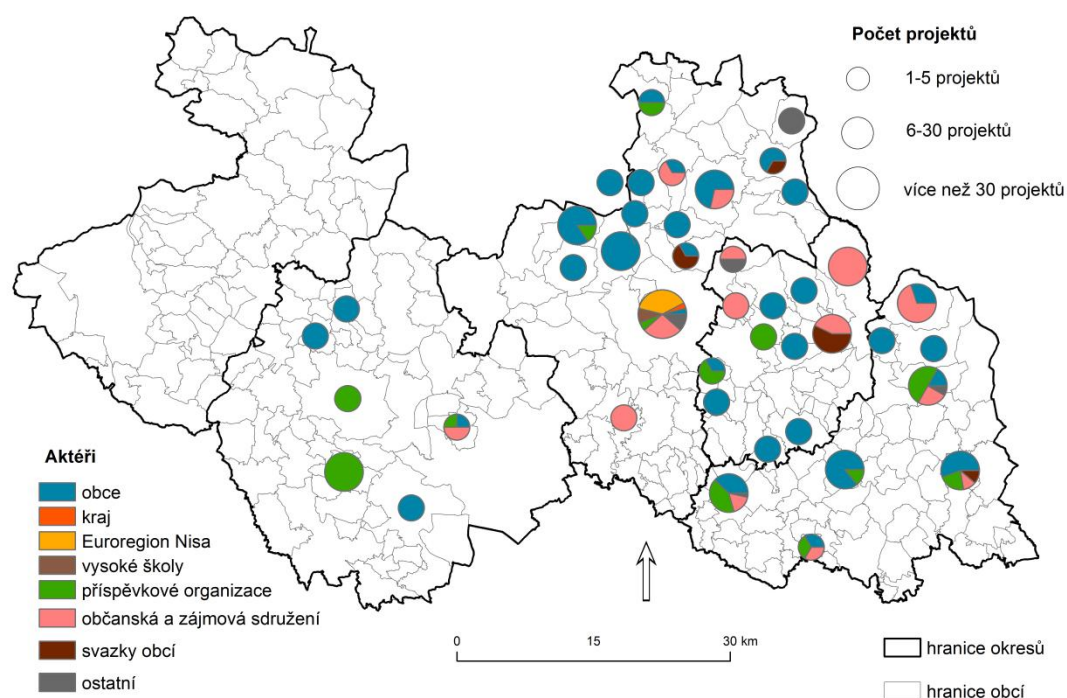 Počet projektů
1-5 projektů
6-30 projektů
více než 30 projektů
Aktéři
obce
kraj
Euroregion Nisa
vysoké školy
příspěvkové organizace
občanská a zájmová sdružení
svazky obcí
ostatní
0 15 30 km
hranice okresů
hranice obcí